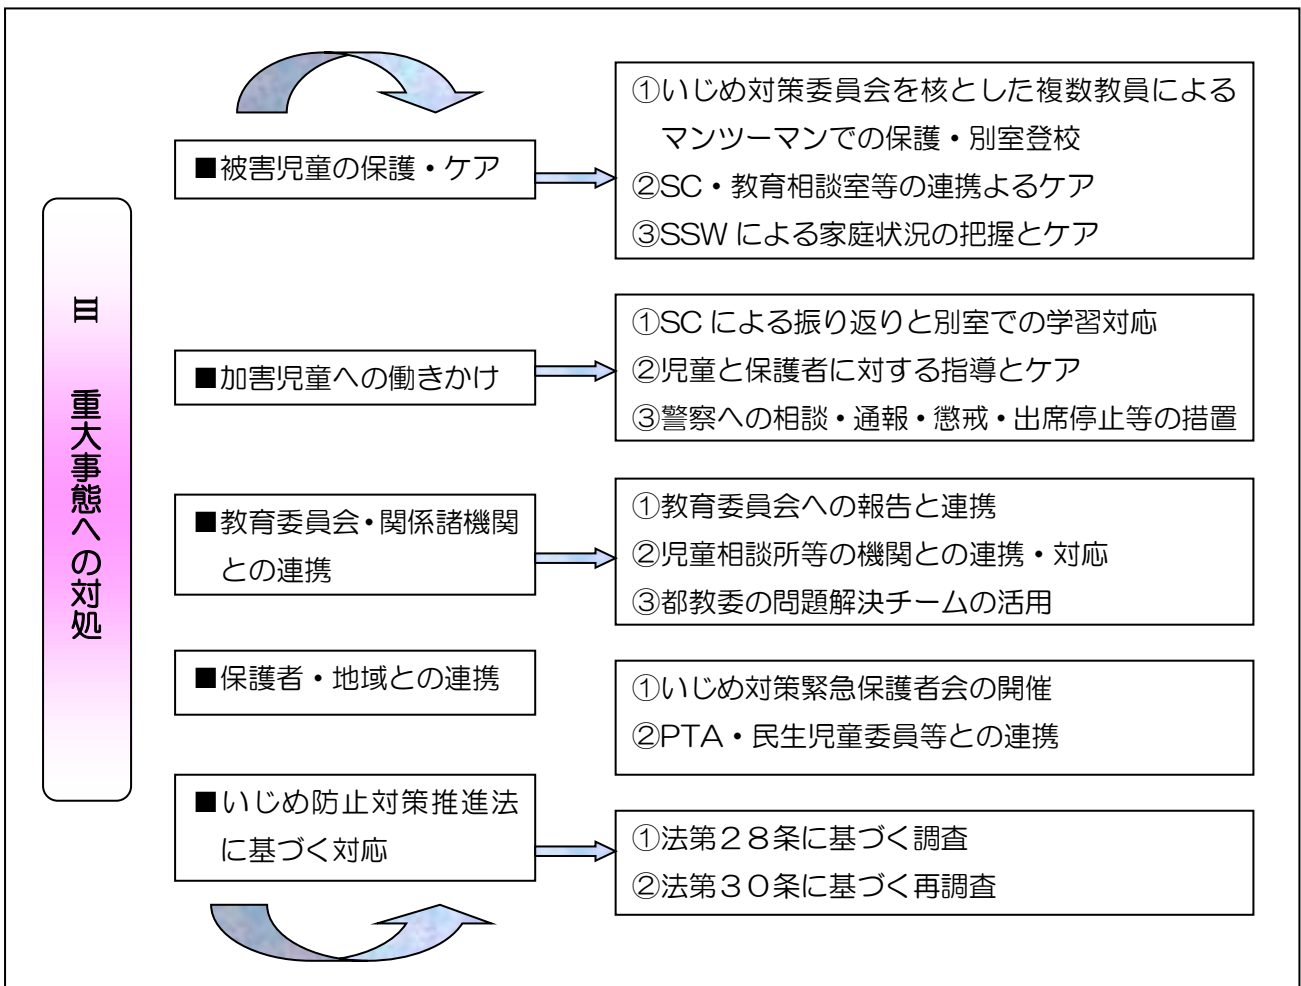 Ⅲ 重大事態への対処
■被害児童の保護・ケア
①いじめ対策委員会を核とした複数教員による
マンツーマンでの保護・別室登校
②SC・教育相談室等の連携よるケア
③SSWによる家庭状況の把握とケア
■加害児童への働きかけ
①SCによる振り返りと別室での学習対応
②児童と保護者に対する指導とケア
③警察への相談・通報・懲戒・出席停止等の措置
■教育委員会・関係諸機関
との連携
①教育委員会への報告と連携
②児童相談所等の機関との連携・対応
③都教委の問題解決チームの活用
■保護者・地域との連携
①いじめ対策緊急保護者会の開催
②PTA・民生児童委員等との連携
■いじめ防止対策推進法
に基づく対応
①法第２８条に基づく調査
②法第３０条に基づく再調査